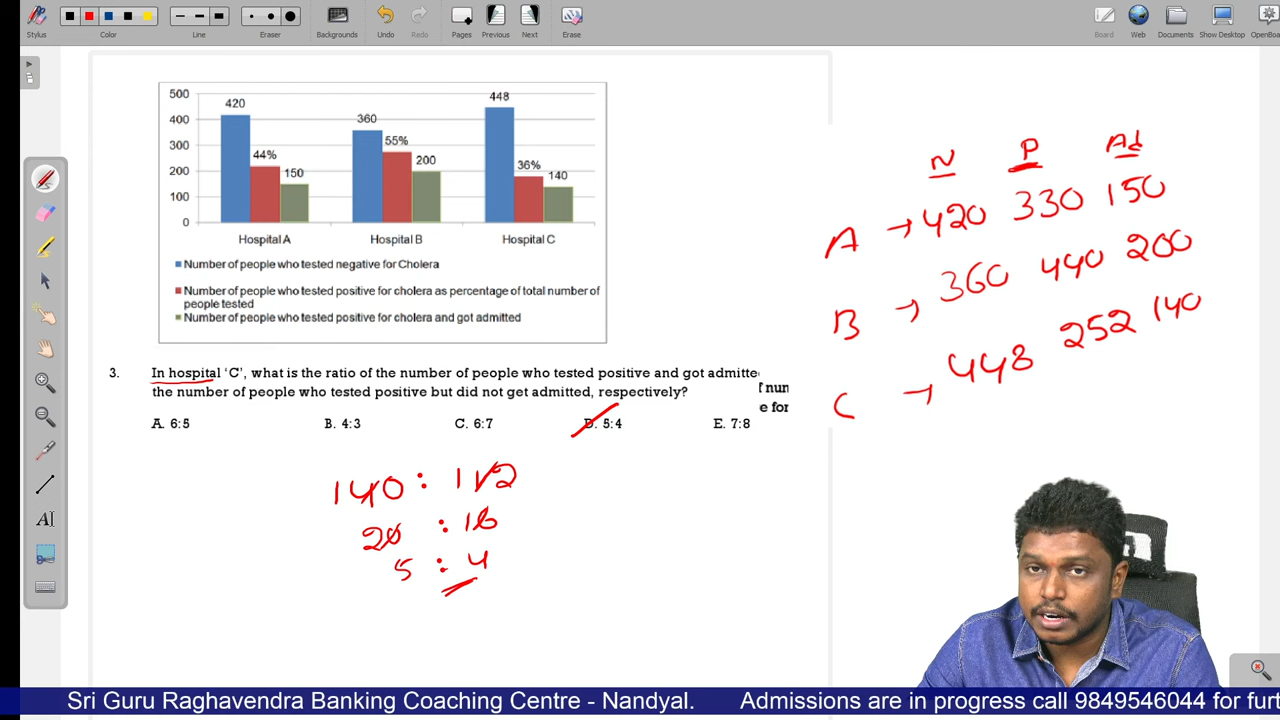 Stylus
Color
Line
Eraser
Backgrounds
Undo
Redo
Pages
Previous
Next
Erase
Board
Web
Documents
Show Desktop
OpenBoa
500
400
300
200
100
0
420
44%
150
360
55%
200
448
36%
140
Hospital A
Hospital B
Hospital C
Number of people who tested negative for Cholera
Number of people who tested positive for cholera as percentage of total number of
people tested
Number of people who tested positive for cholera and got admitted
N P Ad
A → 420 330 150
B → 360 440 200
C → 448 252 140
3. In hospital ‘C’, what is the ratio of the number of people who tested positive and got admitte
the number of people who tested positive but did not get admitted, respectively?
f num
e for
A. 6:5 B. 4:3 C. 6:7 D. 5:4 E. 7:8
140 : 112
20 : 16
5 : 4
Sri Guru Raghavendra Banking Coaching Centre - Nandyal. Admissions are in progress call 9849546044 for furt